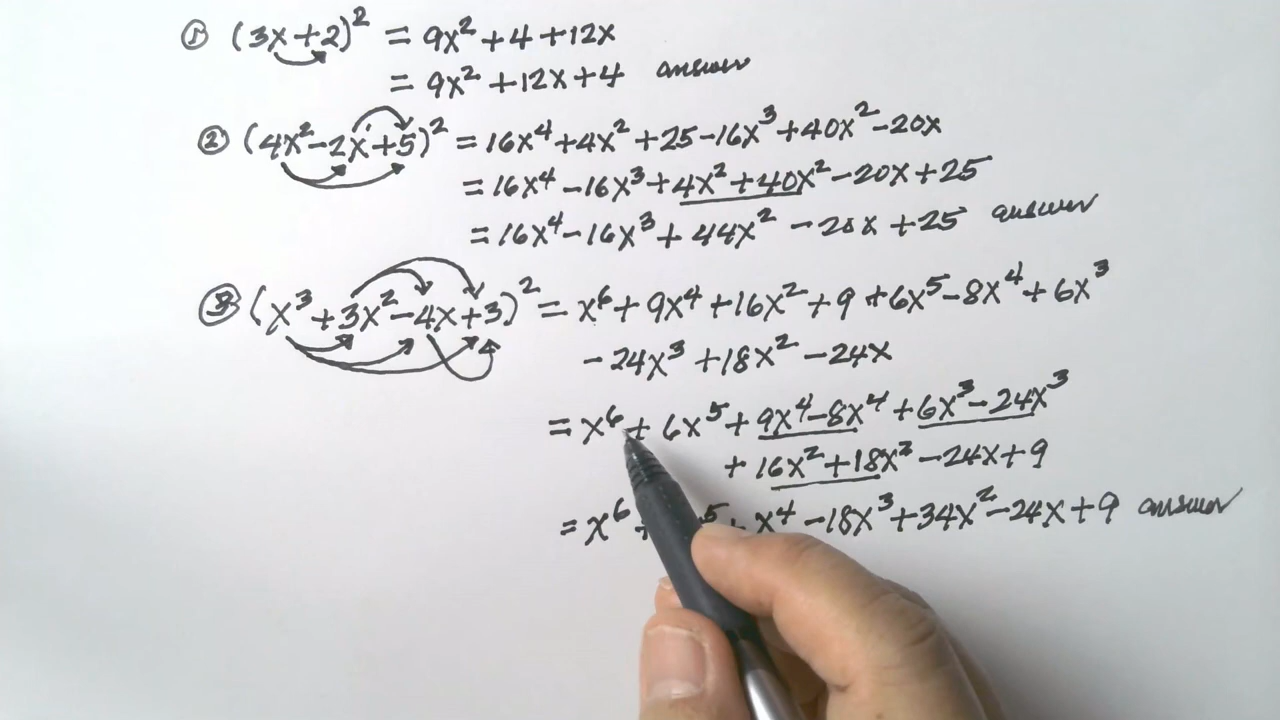 ① (3x+2)² = 9x² + 4 + 12x
= 9x² + 12x + 4 answer
② (4x² - 2x + 5)² = 16x⁴ + 4x² + 25 - 16x³ + 40x² - 20x
= 16x⁴ - 16x³ + 4x² + 40x² - 20x + 25
= 16x⁴ - 16x³ + 44x² - 20x + 25 answer
③ (x³ + 3x² - 4x + 3)² = x⁶ + 9x⁴ + 16x² + 9 + 6x⁵ - 8x⁴ + 6x³
- 24x³ + 18x² - 24x
= x⁶ + 6x⁵ + 9x⁴ - 8x⁴ + 6x³ - 24x³
+ 16x² + 18x² - 24x + 9
= x⁶ + ⁵ + x⁴ - 18x³ + 34x² - 24x + 9 answer